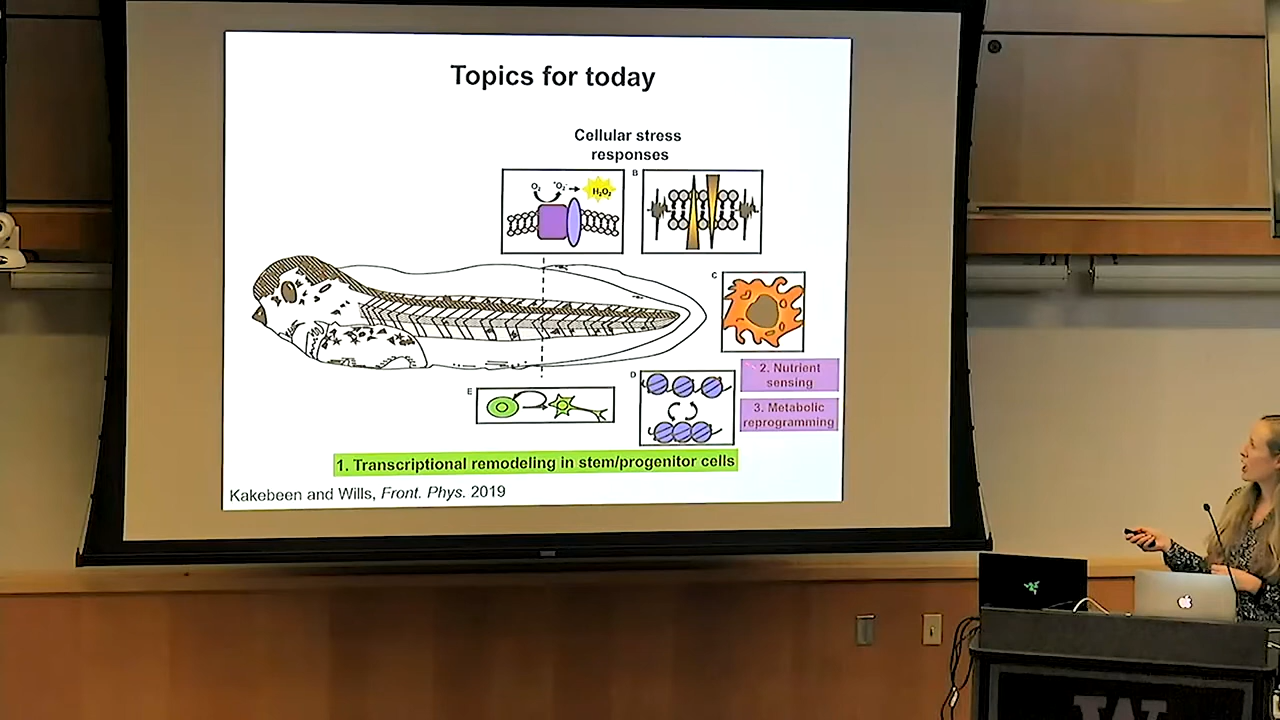 Topics for today
Cellular stress
responses
B
O₂ ˙O₂⁻ H₂O₂
C
2. Nutrient
sensing
D
E
3. Metabolic
reprogramming
1. Transcriptional remodeling in stem/progenitor cells
Kakebeen and Wills, Front. Phys. 2019
W